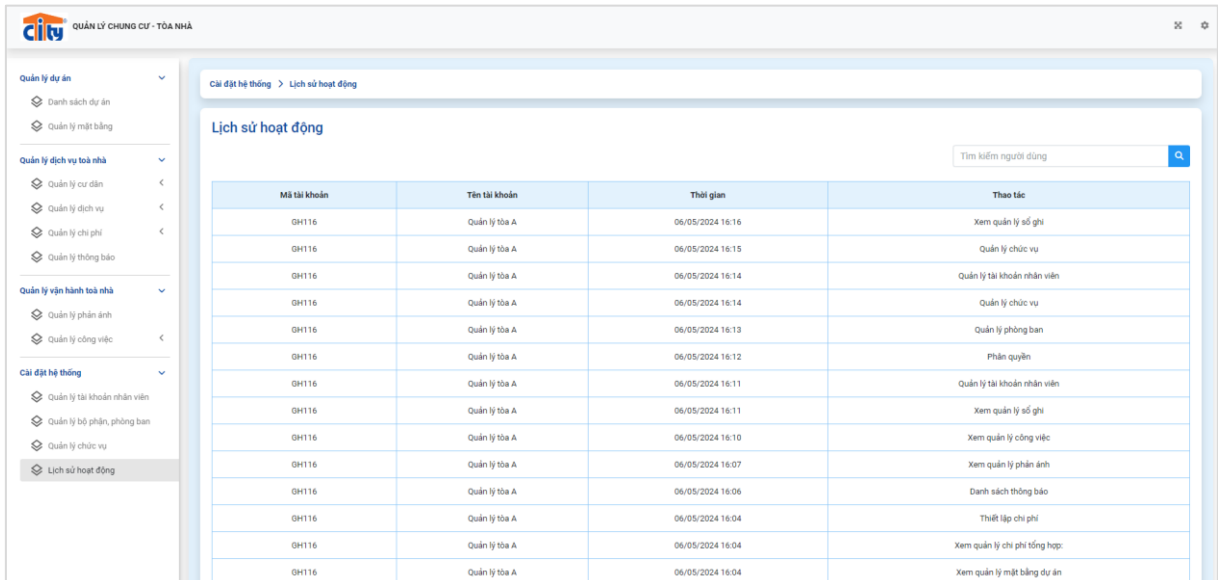 city QUẢN LÝ CHUNG CƯ - TÒA NHÀ
Quản lý dự án
Danh sách dự án
Quản lý mặt bằng
Quản lý dịch vụ toà nhà
Quản lý cư dân
Quản lý dịch vụ
Quản lý chi phí
Quản lý thông báo
Quản lý vận hành toà nhà
Quản lý phản ánh
Quản lý công việc
Cài đặt hệ thống
Quản lý tài khoản nhân viên
Quản lý bộ phận, phòng ban
Quản lý chức vụ
Lịch sử hoạt động
Cài đặt hệ thống > Lịch sử hoạt động
Lịch sử hoạt động
Tìm kiếm người dùng
Mã tài khoản Tên tài khoản Thời gian Thao tác
GH116 Quản lý tòa A 06/05/2024 16:16 Xem quản lý số ghi
GH116 Quản lý tòa A 06/05/2024 16:15 Quản lý chức vụ
GH116 Quản lý tòa A 06/05/2024 16:14 Quản lý tài khoản nhân viên
GH116 Quản lý tòa A 06/05/2024 16:14 Quản lý chức vụ
GH116 Quản lý tòa A 06/05/2024 16:13 Quản lý phòng ban
GH116 Quản lý tòa A 06/05/2024 16:12 Phân quyền
GH116 Quản lý tòa A 06/05/2024 16:11 Quản lý tài khoản nhân viên
GH116 Quản lý tòa A 06/05/2024 16:11 Xem quản lý số ghi
GH116 Quản lý tòa A 06/05/2024 16:10 Xem quản lý công việc
GH116 Quản lý tòa A 06/05/2024 16:07 Xem quản lý phản ánh
GH116 Quản lý tòa A 06/05/2024 16:06 Danh sách thông báo
GH116 Quản lý tòa A 06/05/2024 16:04 Thiết lập chi phí
GH116 Quản lý tòa A 06/05/2024 16:04 Xem quản lý chi phí tổng hợp:
GH116 Quản lý tòa A 06/05/2024 16:04 Xem quản lý mặt bằng dự án